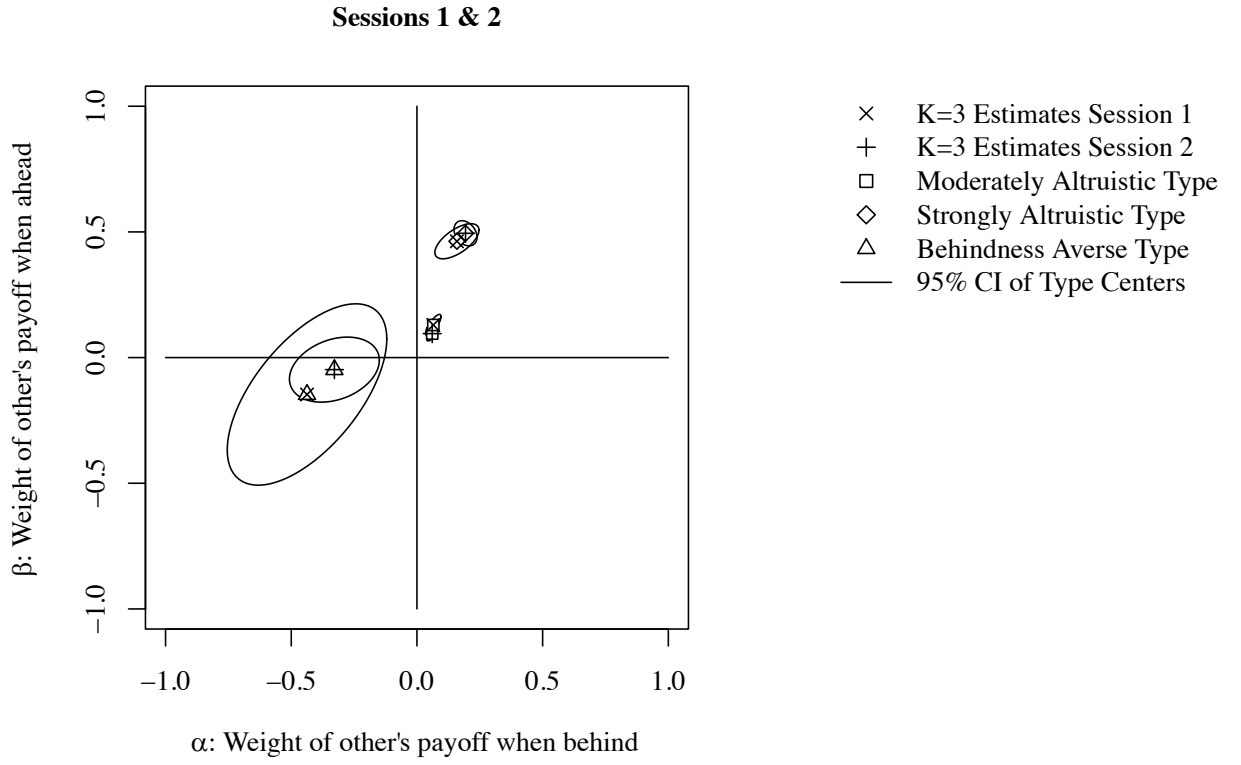 Sessions 1 & 2
β: Weight of other's payoff when ahead
1.0
0.5
0.0
−0.5
−1.0
−1.0 −0.5 0.0 0.5 1.0
α: Weight of other's payoff when behind
K=3 Estimates Session 1
K=3 Estimates Session 2
Moderately Altruistic Type
Strongly Altruistic Type
Behindness Averse Type
95% CI of Type Centers